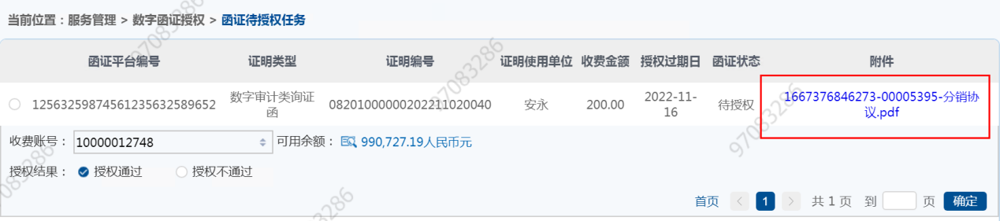 当前位置：服务管理 > 数字函证授权 > 函证待授权任务
函证平台编号 证明类型 证明编号 证明使用单位 收费金额 授权过期日 函证状态 附件
12563259874561235632589652 数字审计类询证函 08201000000202211020040 安永 200.00 2022-11-16 待授权 1667376846273-00005395-分销协议.pdf
收费账号： 10000012748 可用余额： 990,727.19人民币元
授权结果： 授权通过 授权不通过
首页 < 1 > 共 1 页 到 页 确定
97083286